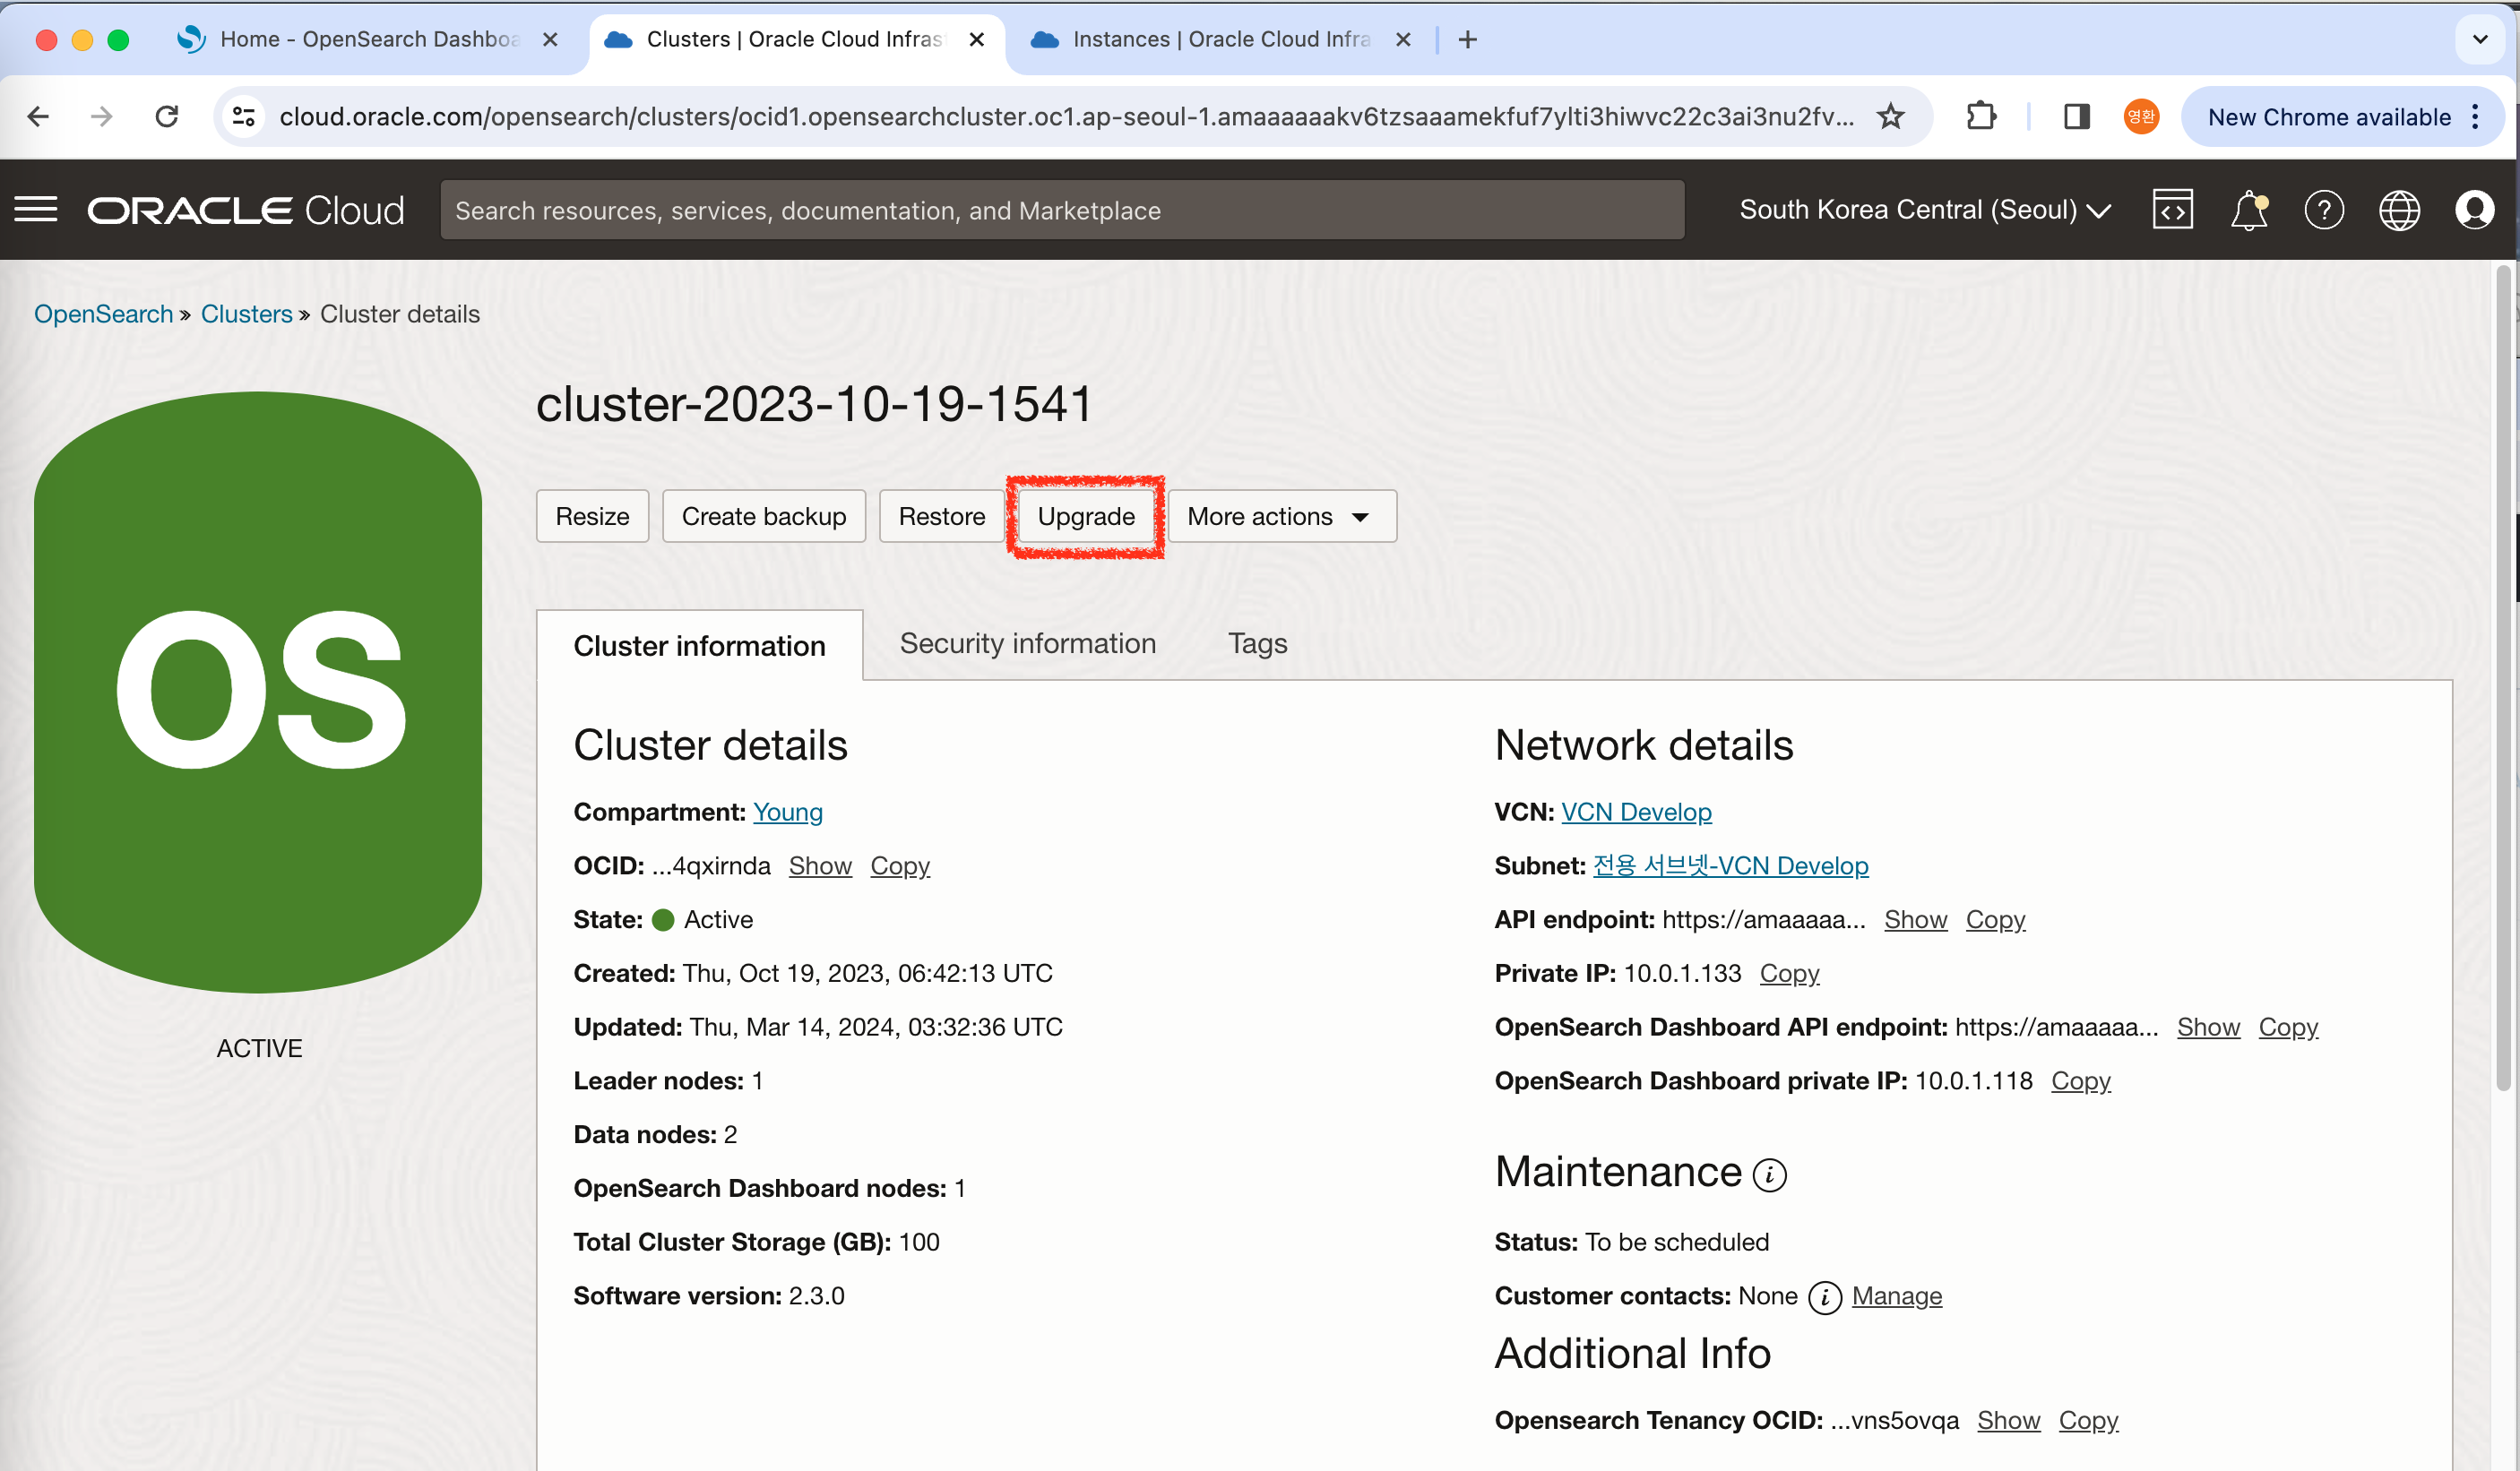 Home - OpenSearch Dashboa
Clusters | Oracle Cloud Infras
Instances | Oracle Cloud Infra
cloud.oracle.com/opensearch/clusters/ocid1.opensearchcluster.oc1.ap-seoul-1.amaaaaaakv6tzsaaamekfuf7ylti3hiwvc22c3ai3nu2fv...
영환
New Chrome available
ORACLE Cloud
Search resources, services, documentation, and Marketplace
South Korea Central (Seoul)
OpenSearch » Clusters » Cluster details
cluster-2023-10-19-1541
Resize
Create backup
Restore
Upgrade
More actions
OS
ACTIVE
Cluster information
Security information
Tags
Cluster details
Compartment: Young
OCID: ...4qxirnda Show Copy
State: Active
Created: Thu, Oct 19, 2023, 06:42:13 UTC
Updated: Thu, Mar 14, 2024, 03:32:36 UTC
Leader nodes: 1
Data nodes: 2
OpenSearch Dashboard nodes: 1
Total Cluster Storage (GB): 100
Software version: 2.3.0
Network details
VCN: VCN Develop
Subnet: 전용 서브넷-VCN Develop
API endpoint: https://amaaaaa... Show Copy
Private IP: 10.0.1.133 Copy
OpenSearch Dashboard API endpoint: https://amaaaaa... Show Copy
OpenSearch Dashboard private IP: 10.0.1.118 Copy
Maintenance
Status: To be scheduled
Customer contacts: None Manage
Additional Info
Opensearch Tenancy OCID: ...vns5ovqa Show Copy